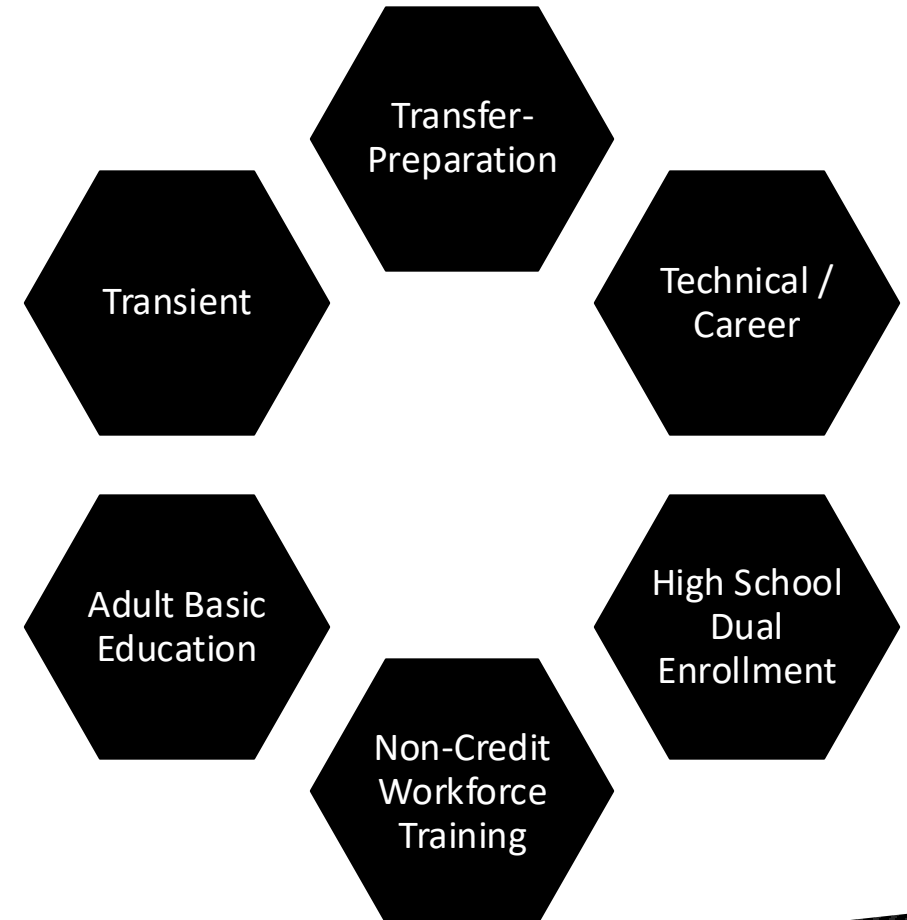 Transfer-
Preparation
Technical /
Career
High School
Dual
Enrollment
Non-Credit
Workforce
Training
Adult Basic
Education
Transient